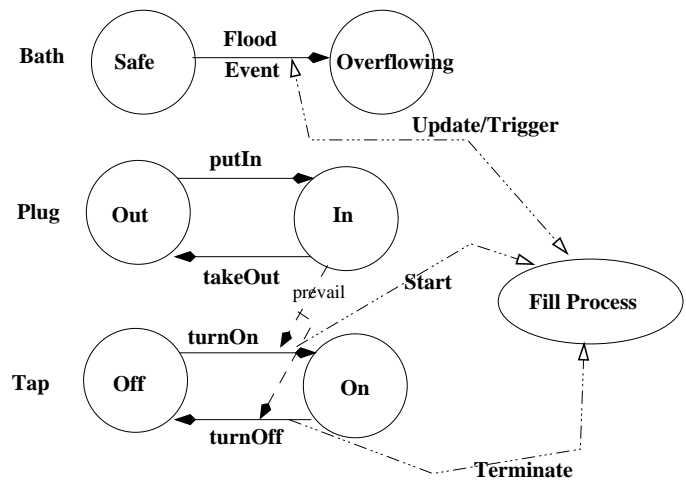 Flood
Bath
Safe
Event
Overflowing
Update/Trigger
putIn
Plug
Out
In
takeOut
prevail
Start
Fill Process
turnOn
Tap
Off
On
turnOff
Terminate